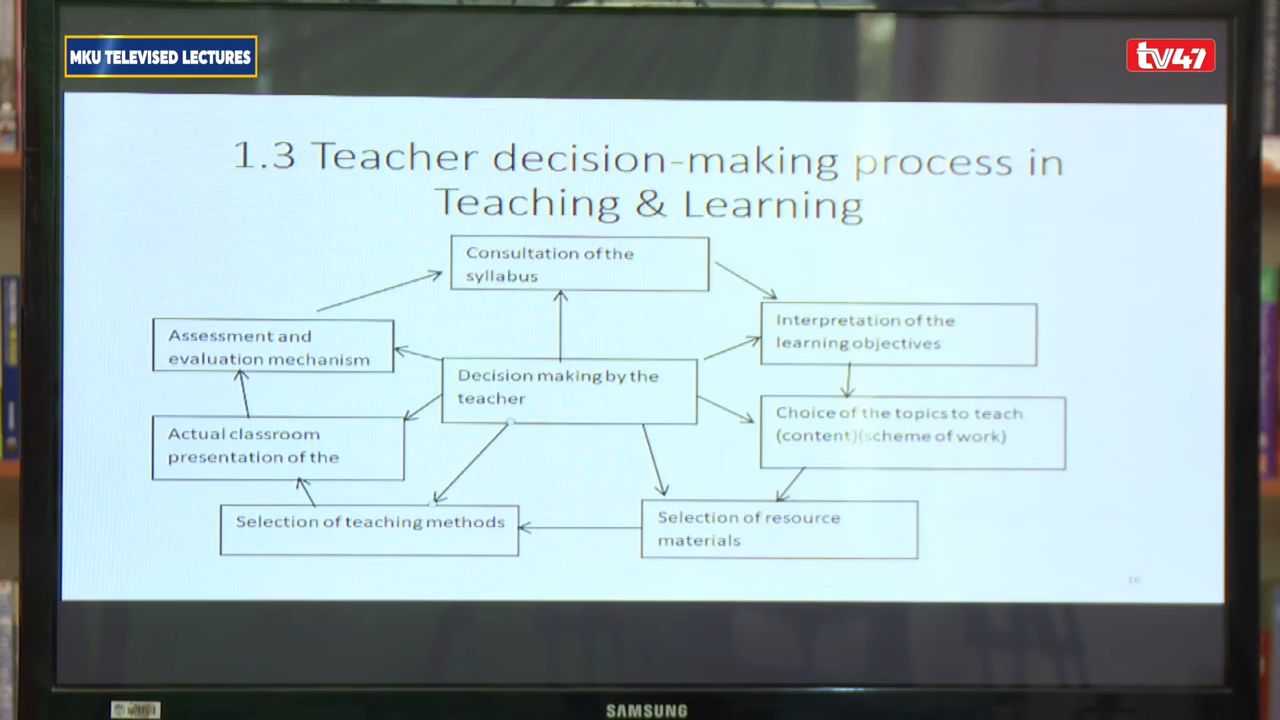 MKU TELEVISED LECTURES
tv47
1.3 Teacher decision-making process in
Teaching & Learning
Consultation of the
syllabus
Interpretation of the
learning objectives
Choice of the topics to teach
(content)(scheme of work)
Selection of resource
materials
Selection of teaching methods
Actual classroom
presentation of the
Assessment and
evaluation mechanism
Decision making by the
teacher
16
SAMSUNG